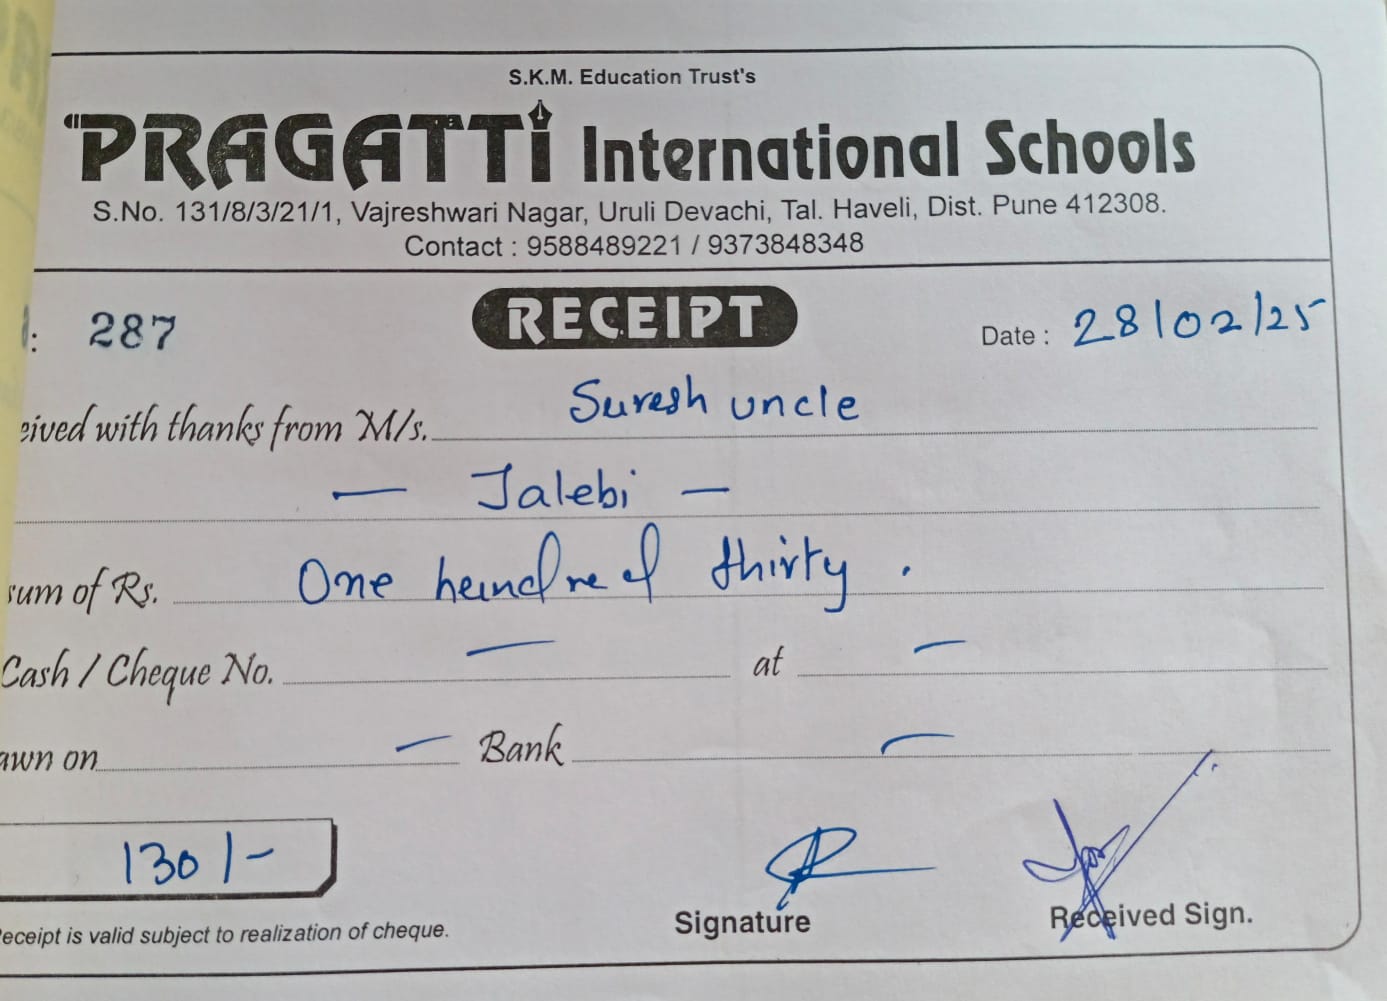 S.K.M. Education Trust's
"PRAGATTI International Schools
S.No. 131/8/3/21/1, Vajreshwari Nagar, Uruli Devachi, Tal. Haveli, Dist. Pune 412308.
Contact : 9588489221 / 9373848348
: 287 RECEIPT Date : 28/02/25
eived with thanks from M/s. Suresh uncle
— Jalebi —
sum of Rs. One hundred thirty .
Cash / Cheque No. — at —
awn on — Bank —
130/-
Signature Received Sign.
Receipt is valid subject to realization of cheque.